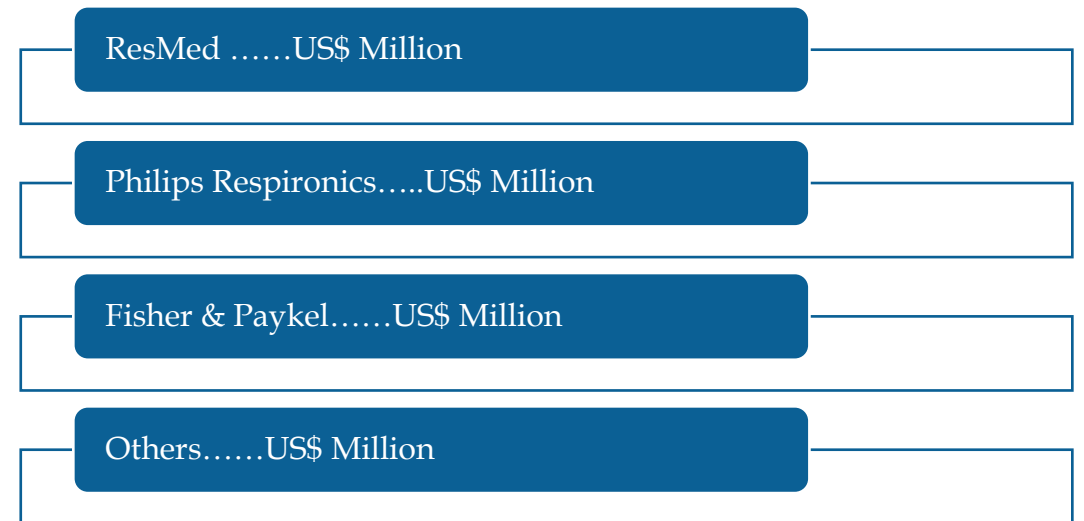 ResMed ……US$ Million
Philips Respironics…..US$ Million
Fisher & Paykel……US$ Million
Others……US$ Million